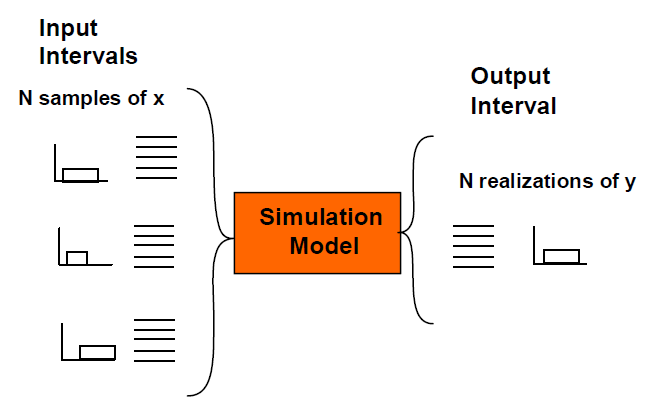 Input
Intervals
N samples of x
Simulation
Model
Output
Interval
N realizations of y